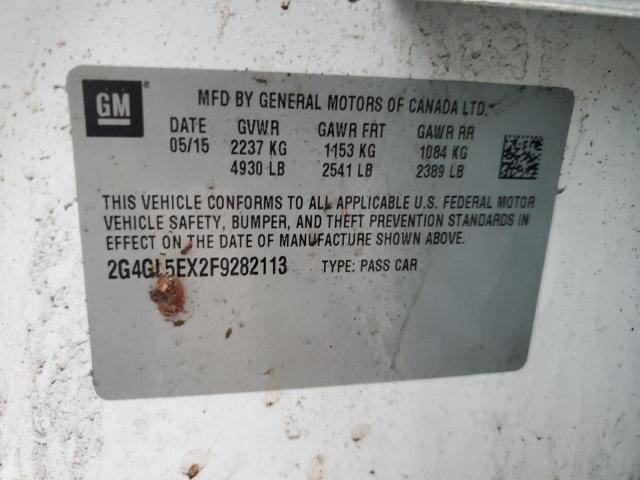 GM
MFD BY GENERAL MOTORS OF CANADA LTD.
DATE GVWR GAWR FRT GAWR RR
05/15 2237 KG 1153 KG 1084 KG
4930 LB 2541 LB 2389 LB
THIS VEHICLE CONFORMS TO ALL APPLICABLE U.S. FEDERAL MOTOR
VEHICLE SAFETY, BUMPER, AND THEFT PREVENTION STANDARDS IN
EFFECT ON THE DATE OF MANUFACTURE SHOWN ABOVE.
2G4GL5EX2F9282113 TYPE: PASS CAR